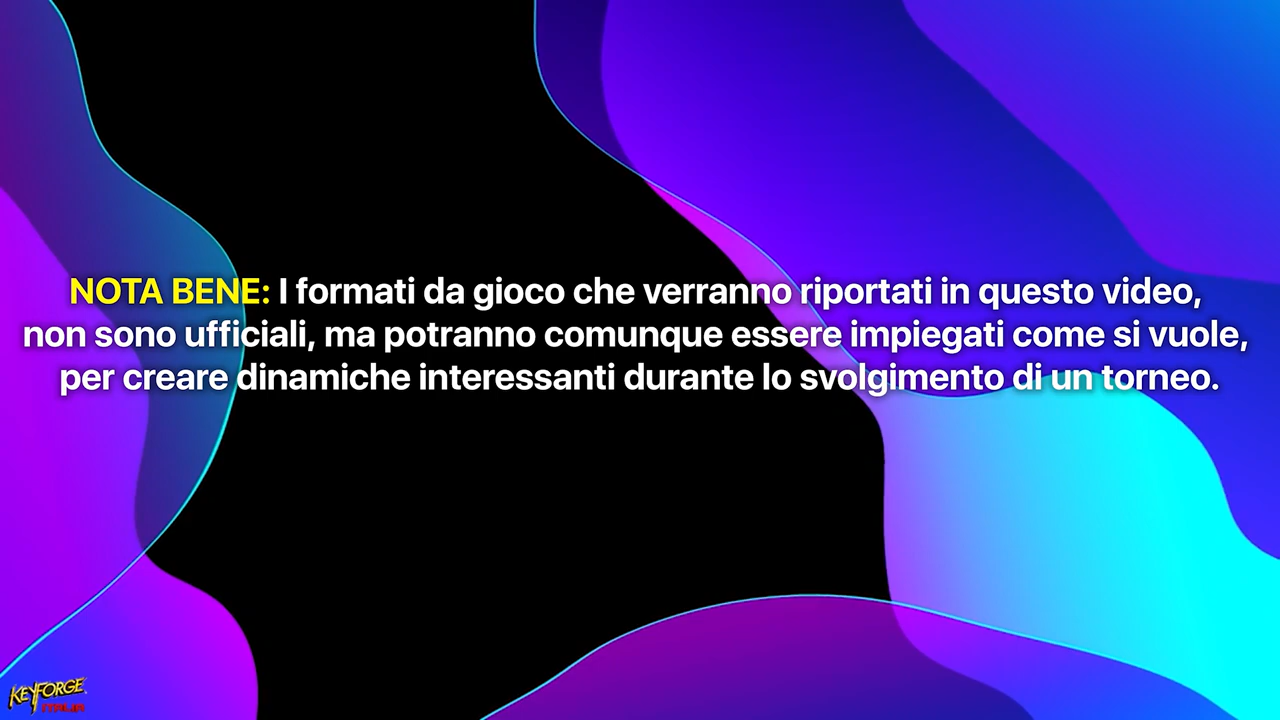 NOTA BENE: I formati da gioco che verranno riportati in questo video,
non sono ufficiali, ma potranno comunque essere impiegati come si vuole,
per creare dinamiche interessanti durante lo svolgimento di un torneo.
KEYFORGE